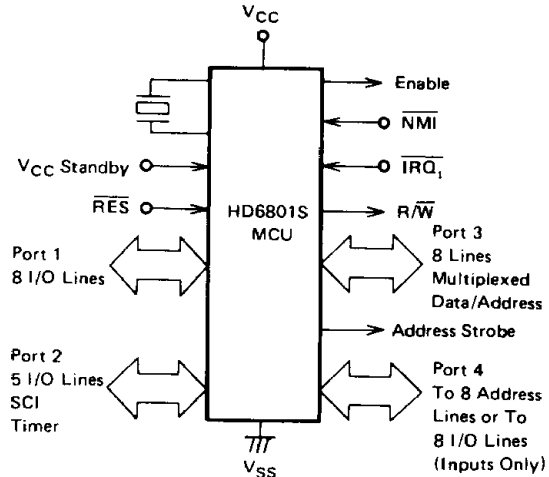 VCC
Enable
NMI
VCC Standby
IRQ1
RES
HD6801S
MCU
R/W
Port 1
8 I/O Lines
Port 3
8 Lines
Multiplexed
Data/Address
Address Strobe
Port 2
5 I/O Lines
SCI
Timer
Port 4
To 8 Address
Lines or To
8 I/O Lines
(Inputs Only)
VSS